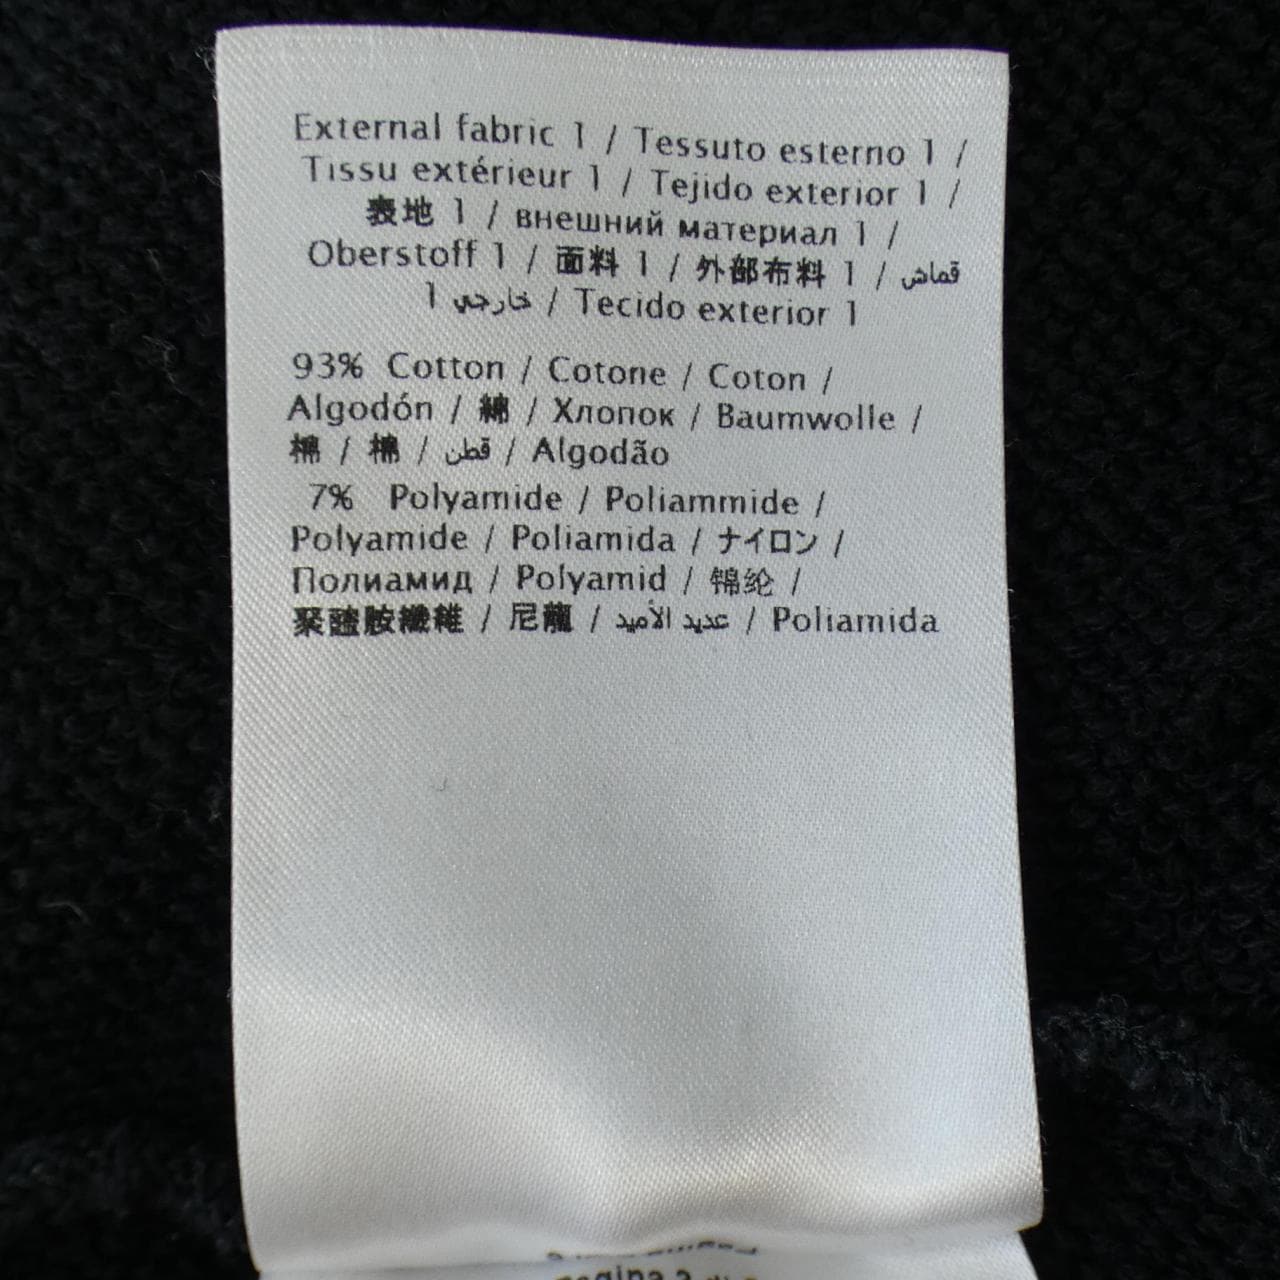 External fabric 1 / Tessuto esterno 1 /
Tissu extérieur 1 / Tejido exterior 1 /
表地 1 / внешний материал 1 /
Oberstoff 1 / 面料 1 / 外部布料 1 / قماش
خارجي 1 / Tecido exterior 1
93% Cotton / Cotone / Coton /
Algodón / 綿 / Хлопок / Baumwolle /
棉 / 棉 / قطن / Algodão
7% Polyamide / Poliammide /
Polyamide / Poliamida / ナイロン /
Полиамид / Polyamid / 锦纶 /
聚醯胺纖維 / 尼龍 / عديد الأميد / Poliamida